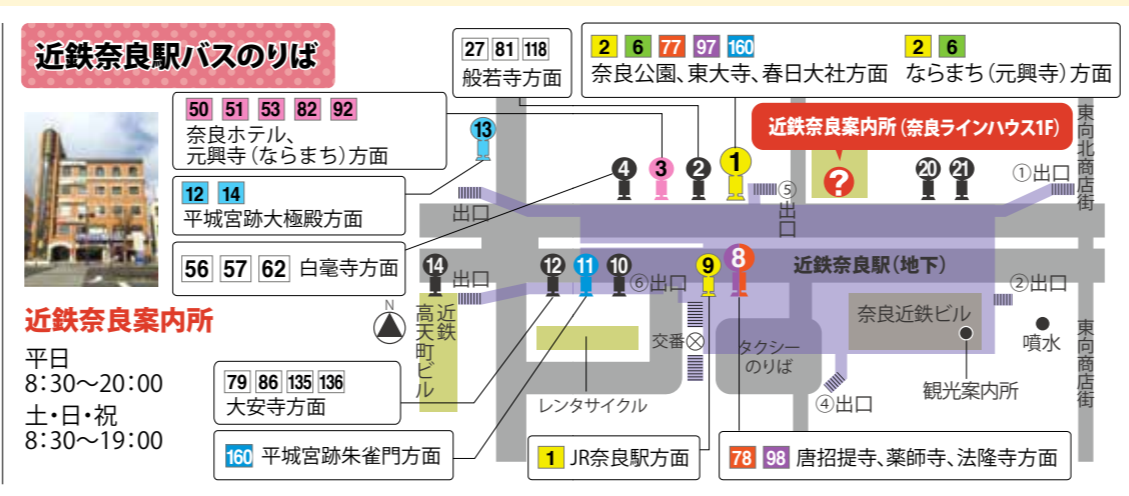 近鉄奈良駅バスのりば
27 81 118
般若寺方面
2 6 77 97 160
2 6
奈良公園、東大寺、春日大社方面
ならまち(元興寺)方面
50 51 53 82 92
奈良ホテル、
元興寺(ならまち)方面
12 14
平城宮跡大極殿方面
56 57 62 白毫寺方面
13
4
3
2
1
近鉄奈良案内所(奈良ラインハウス1F)
?
20
21
①出口
東向北商店街
出口
⑤出口
14
出口
12
11
10
⑥出口
9
8
近鉄奈良駅(地下)
②出口
N
近鉄
高天町ビル
交番
タクシー
のりば
奈良近鉄ビル
噴水
東向商店街
レンタサイクル
④出口
観光案内所
近鉄奈良案内所
平日
8:30~20:00
土・日・祝
8:30~19:00
79 86 135 136
大安寺方面
160 平城宮跡朱雀門方面
1 JR奈良駅方面
78 98 唐招提寺、薬師寺、法隆寺方面